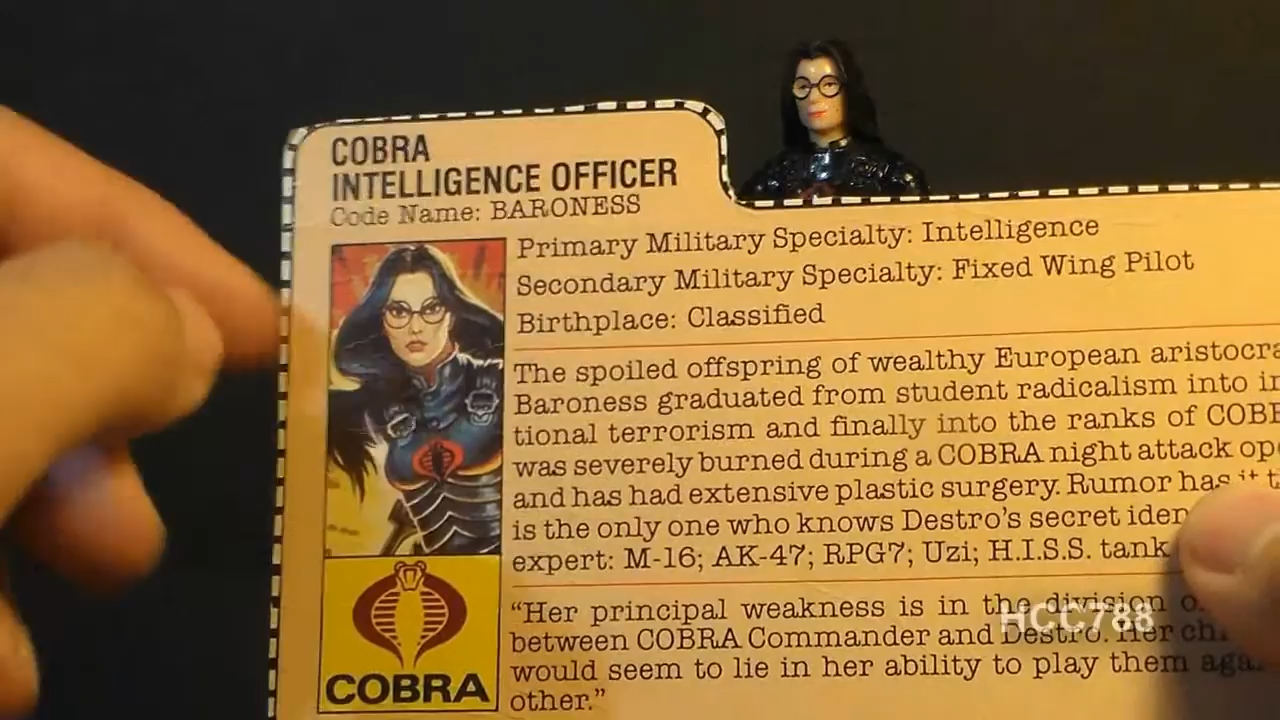 COBRA
INTELLIGENCE OFFICER
Code Name: BARONESS
Primary Military Specialty: Intelligence
Secondary Military Specialty: Fixed Wing Pilot
Birthplace: Classified
The spoiled offspring of wealthy European
Baroness graduated from student radicalism into
tional terrorism and finally into the ranks of
was severely burned during a COBRA night attack
and has had extensive plastic surgery. Rumor has it
is the only one who knows Destro's secret
expert: M-16; AK-47; RPG7; Uzi; H.I.S.S. tank
"Her principal weakness is in the division
between COBRA Commander and Destro. Her
would seem to lie in her ability to play them
other."
COBRA
HCC788